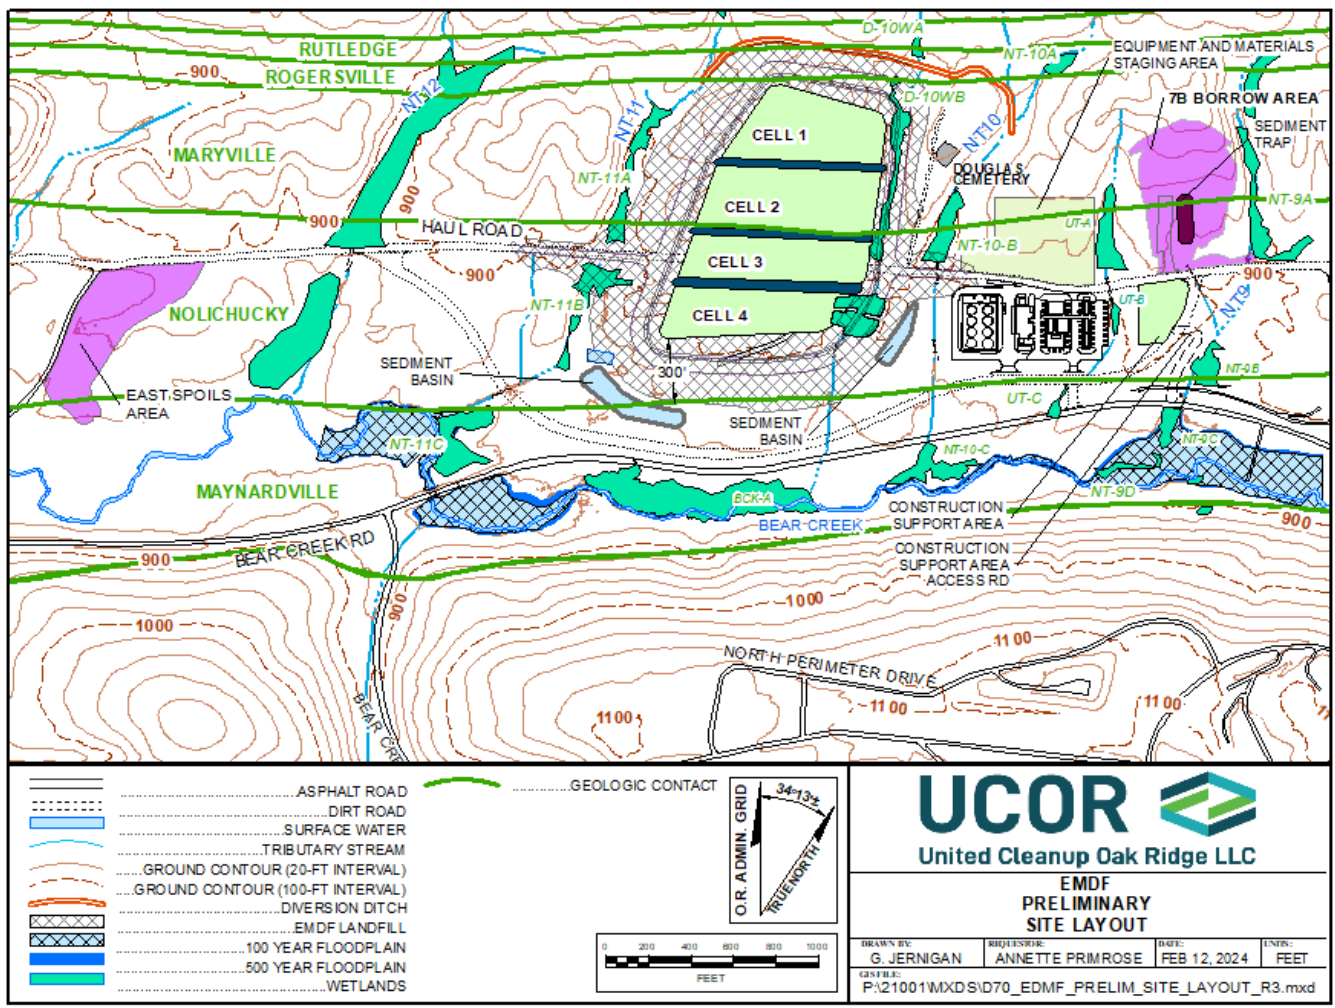 D-10WA
RUTLEDGE
NT-10A
EQUIPMENT AND MATERIALS
STAGING AREA
ROGERSVILLE
900
NT-12
D-10WB
7B BORROW AREA
NT-11
NT10
SEDIMENT
TRAP
CELL 1
MARYVILLE
DOUGLAS
CEMETERY
NT-11A
900
CELL 2
NT-9A
900
HAUL ROAD
UT-A
NT-10-B
CELL 3
900
900
NT-11B
UT-B
NT9
NOLICHUCKY
CELL 4
SEDIMENT
BASIN
300'
NT-9B
EAST SPOILS
AREA
UT-C
SEDIMENT
BASIN
NT-11C
NT-9C
NT-10-C
MAYNARDVILLE
BCK-A
NT-9D
BEAR CREEK
CONSTRUCTION
SUPPORT AREA
900
BEAR CREEK RD
900
CONSTRUCTION
SUPPORT AREA
ACCESS RD
900
1000
1000
1100
NORTH PERIMETER DRIVE
1100
1100
BEAR CRE
11
ASPHALT ROAD
DIRT ROAD
SURFACE WATER
TRIBUTARY STREAM
GROUND CONTOUR (20-FT INTERVAL)
GROUND CONTOUR (100-FT INTERVAL)
DIVERSION DITCH
EMDF LANDFILL
100 YEAR FLOODPLAIN
500 YEAR FLOODPLAIN
WETLANDS
GEOLOGIC CONTACT
O.R. ADMIN. GRID
34°13'±
TRUE NORTH
0 200 400 600 800 1000
FEET
UCOR
United Cleanup Oak Ridge LLC
EMDF
PRELIMINARY
SITE LAYOUT
DRAWN BY: REQUESTOR: DATE: UNITS:
G. JERNIGAN ANNETTE PRIMROSE FEB 12, 2024 FEET
GIS FILE:
P:\21001\MXDS\D70_EDMF_PRELIM_SITE_LAYOUT_R3.mxd